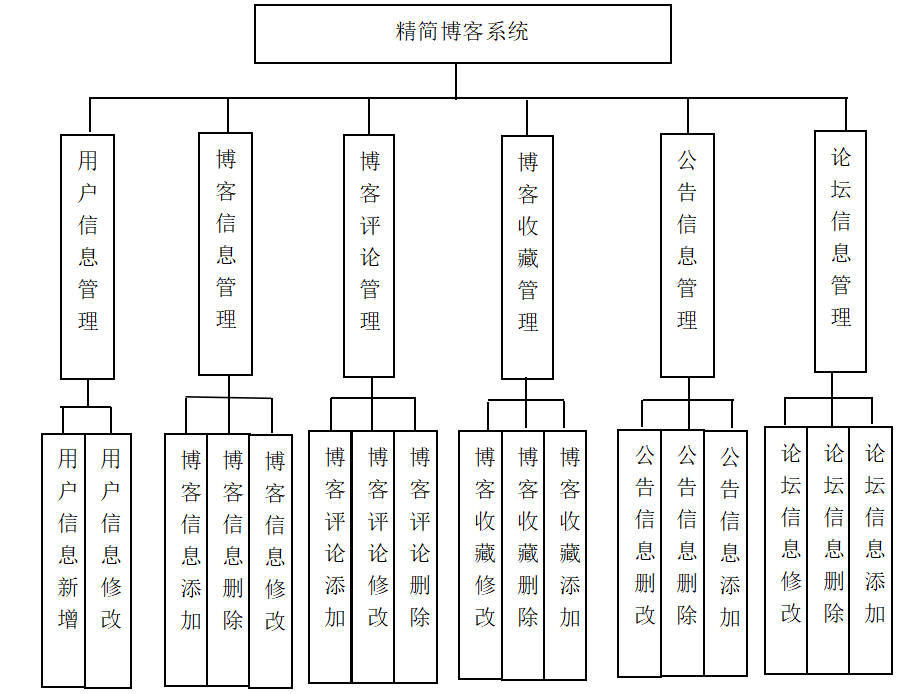 精简博客系统
用户信息管理
博客信息管理
博客评论管理
博客收藏管理
公告信息管理
论坛信息管理
用户信息新增
用户信息修改
博客信息添加
博客信息删除
博客信息修改
博客评论添加
博客评论修改
博客评论删除
博客收藏修改
博客收藏删除
博客收藏添加
公告信息删改
公告信息删除
公告信息添加
论坛信息修改
论坛信息删除
论坛信息添加